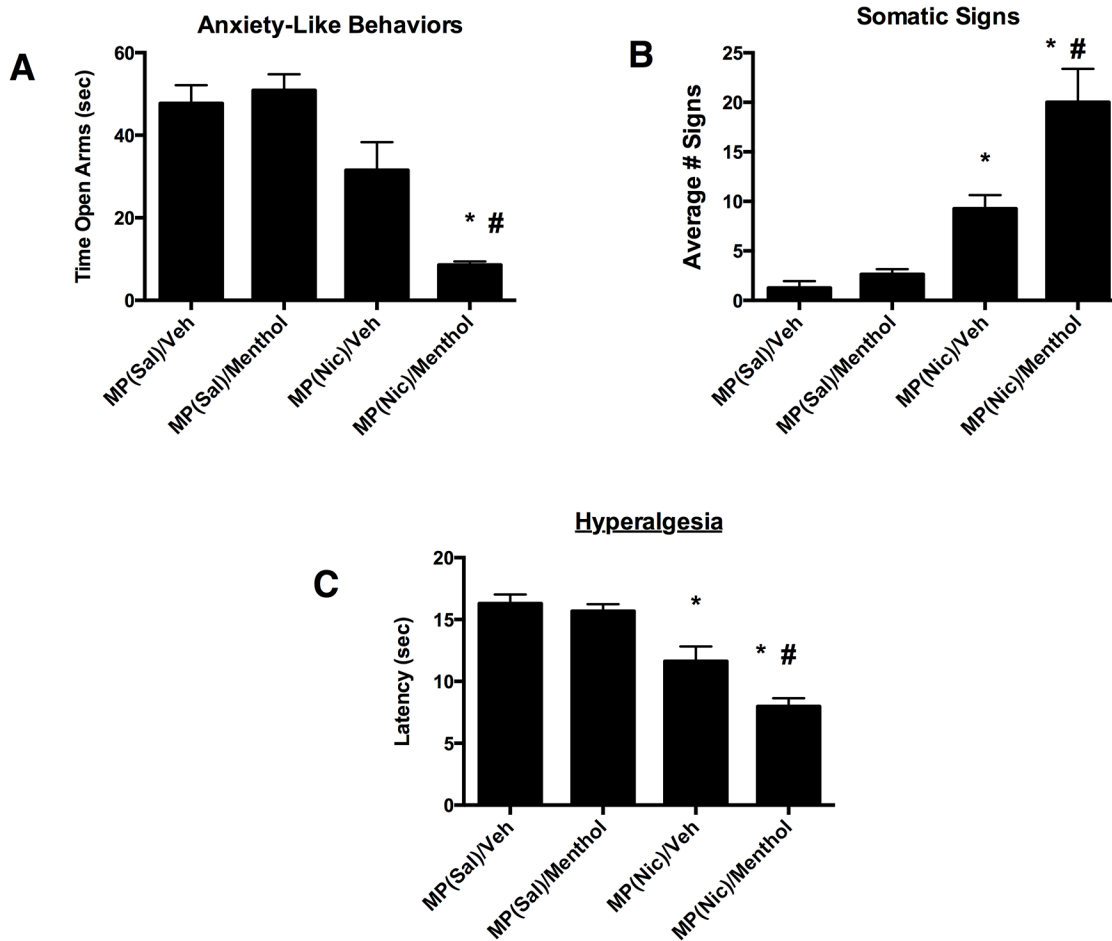 A
Anxiety-Like Behaviors
Time Open Arms (sec)
60
40
20
0
* #
MP(Sal)/Veh
MP(Sal)/Menthol
MP(Nic)/Veh
MP(Nic)/Menthol
B
Somatic Signs
Average # Signs
25
20
15
10
5
0
*
* #
MP(Sal)/Veh
MP(Sal)/Menthol
MP(Nic)/Veh
MP(Nic)/Menthol
C
Hyperalgesia
Latency (sec)
20
15
10
5
0
*
* #
MP(Sal)/Veh
MP(Sal)/Menthol
MP(Nic)/Veh
MP(Nic)/Menthol